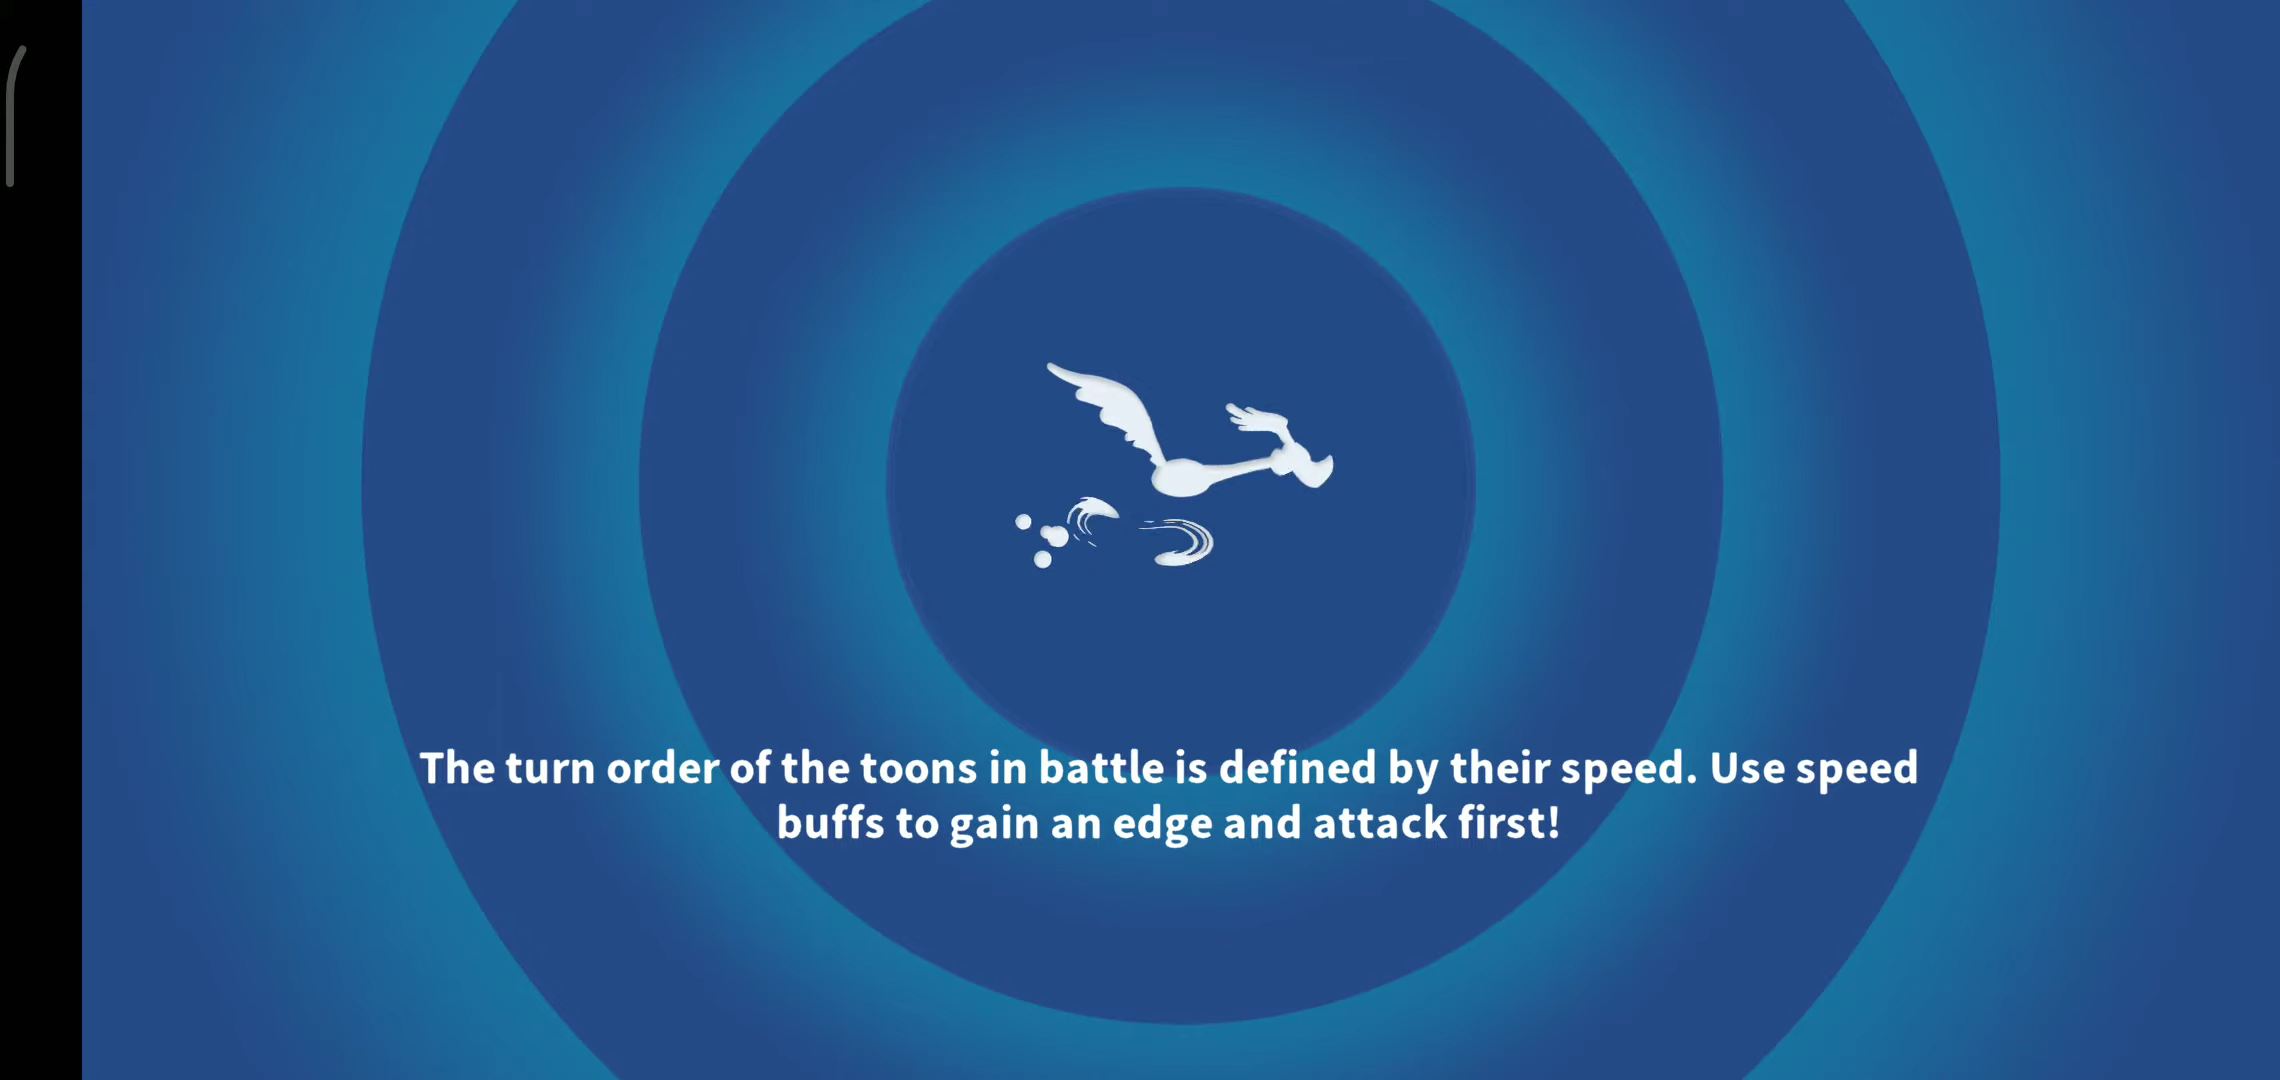 The turn order of the toons in battle is defined by their speed. Use speed
buffs to gain an edge and attack first!